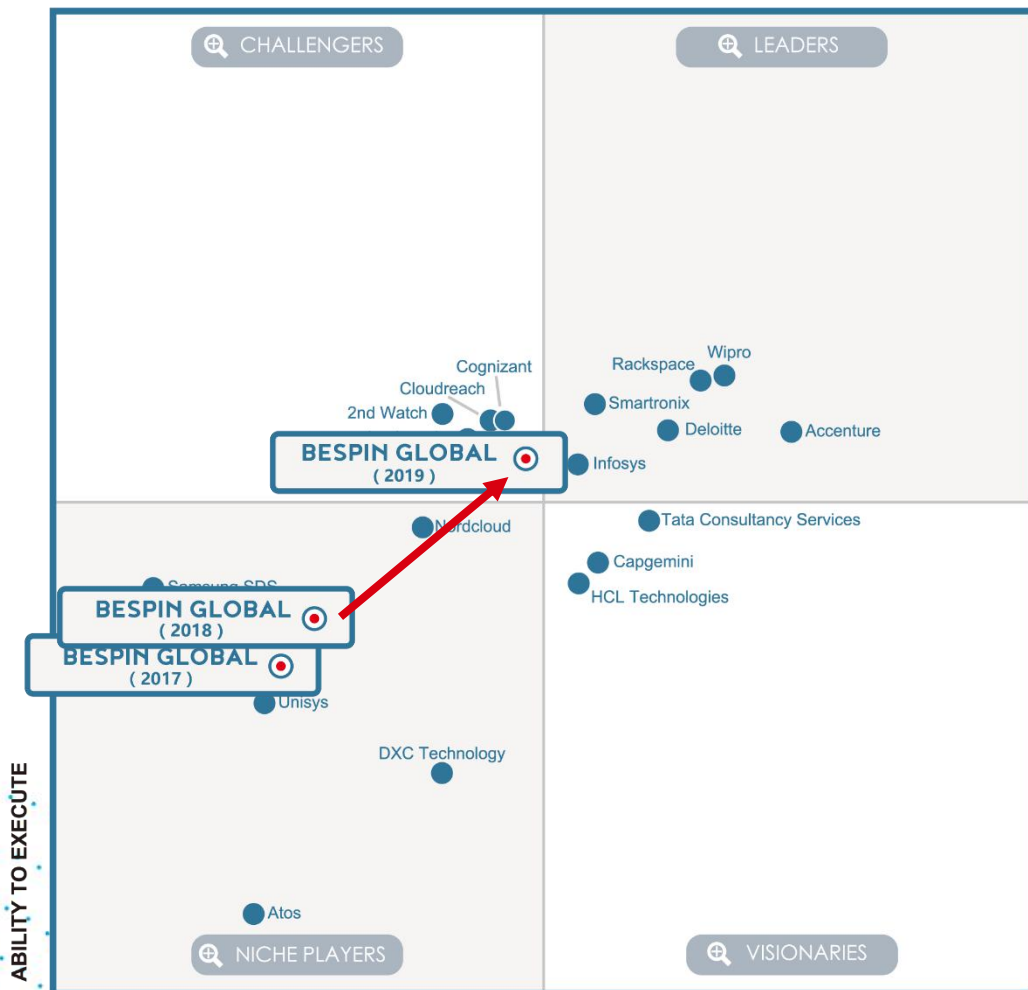 CHALLENGERS
LEADERS
Wipro
Rackspace
Cognizant
Cloudreach
2nd Watch
Smartronix
Deloitte
Accenture
BESPIN GLOBAL
( 2019 )
Infosys
Nordcloud
Tata Consultancy Services
Capgemini
HCL Technologies
Samsung SDS
BESPIN GLOBAL
( 2018 )
BESPIN GLOBAL
( 2017 )
Unisys
DXC Technology
ABILITY TO EXECUTE
Atos
NICHE PLAYERS
VISIONARIES